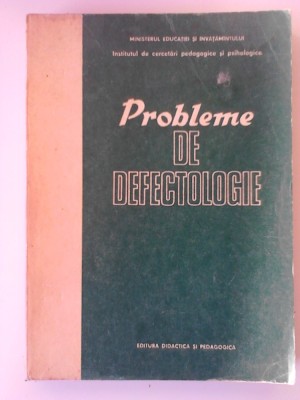 MINISTERUL EDUCAȚIEI ȘI ÎNVĂȚĂMÎNTULUI
Institutul de cercetări pedagogice și psihologice
Probleme
DE
DEFECTOLOGIE
EDITURA DIDACTICĂ ȘI PEDAGOGICĂ